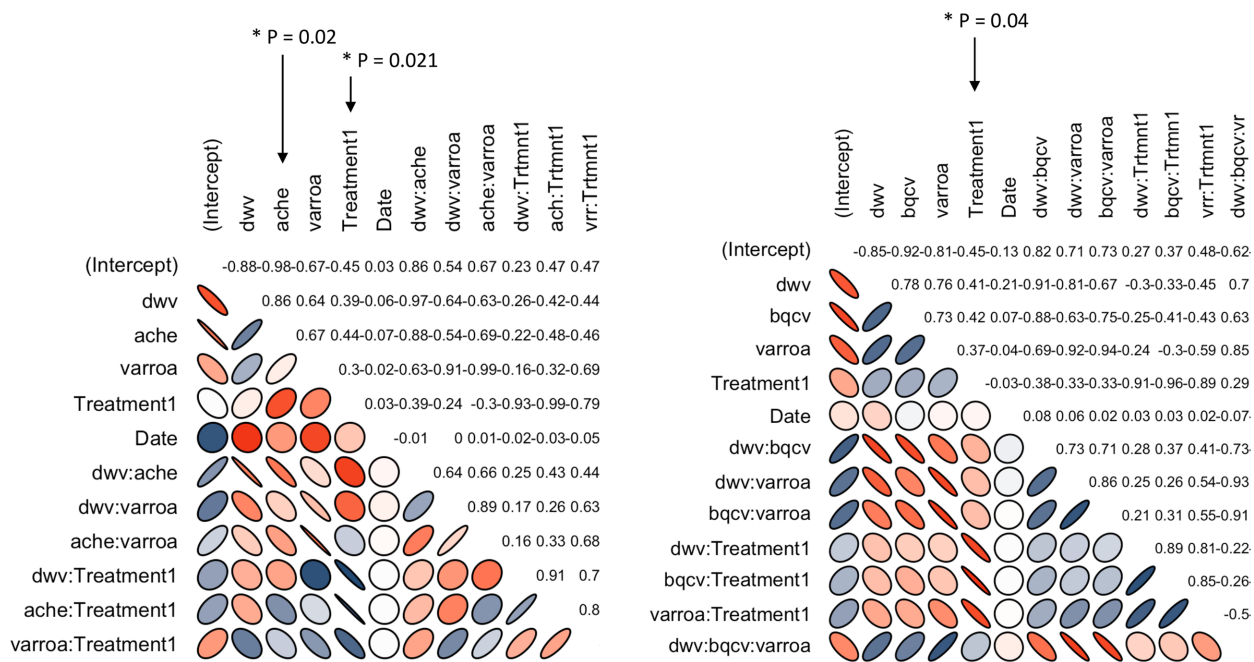 * P = 0.02
* P = 0.021
(Intercept) dwv ache varroa Treatment1 Date dwv:ache dwv:varroa ache:varroa dwv:Trtmnt1 ach:Trtmnt1 vrr:Trtmnt1
(Intercept) -0.88-0.98-0.67-0.45 0.03 0.86 0.54 0.67 0.23 0.47 0.47
dwv 0.86 0.64 0.39-0.06-0.97-0.64-0.63-0.26-0.42-0.44
ache 0.67 0.44-0.07-0.88-0.54-0.69-0.22-0.48-0.46
varroa 0.3-0.02-0.63-0.91-0.99-0.16-0.32-0.69
Treatment1 0.03-0.39-0.24 -0.3-0.93-0.99-0.79
Date -0.01 0 0.01-0.02-0.03-0.05
dwv:ache 0.64 0.66 0.25 0.43 0.44
dwv:varroa 0.89 0.17 0.26 0.63
ache:varroa 0.16 0.33 0.68
dwv:Treatment1 0.91 0.7
ache:Treatment1 0.8
varroa:Treatment1
* P = 0.04
(Intercept) dwv bqcv varroa Treatment1 Date dwv:bqcv dwv:varroa bqcv:varroa dwv:Trtmnt1 bqcv:Trtmn1 vrr:Trtmnt1 dwv:bqcv:vr
(Intercept) -0.85-0.92-0.81-0.45-0.13 0.82 0.71 0.73 0.27 0.37 0.48-0.62-
dwv 0.78 0.76 0.41-0.21-0.91-0.81-0.67 -0.3-0.33-0.45 0.7
bqcv 0.73 0.42 0.07-0.88-0.63-0.75-0.25-0.41-0.43 0.63
varroa 0.37-0.04-0.69-0.92-0.94-0.24 -0.3-0.59 0.85
Treatment1 -0.03-0.38-0.33-0.33-0.91-0.96-0.89 0.29
Date 0.08 0.06 0.02 0.03 0.03 0.02-0.07-
dwv:bqcv 0.73 0.71 0.28 0.37 0.41-0.73-
dwv:varroa 0.86 0.25 0.26 0.54-0.93
bqcv:varroa 0.21 0.31 0.55-0.91
dwv:Treatment1 0.89 0.81-0.22-
bqcv:Treatment1 0.85-0.26-
varroa:Treatment1 -0.5-
dwv:bqcv:varroa